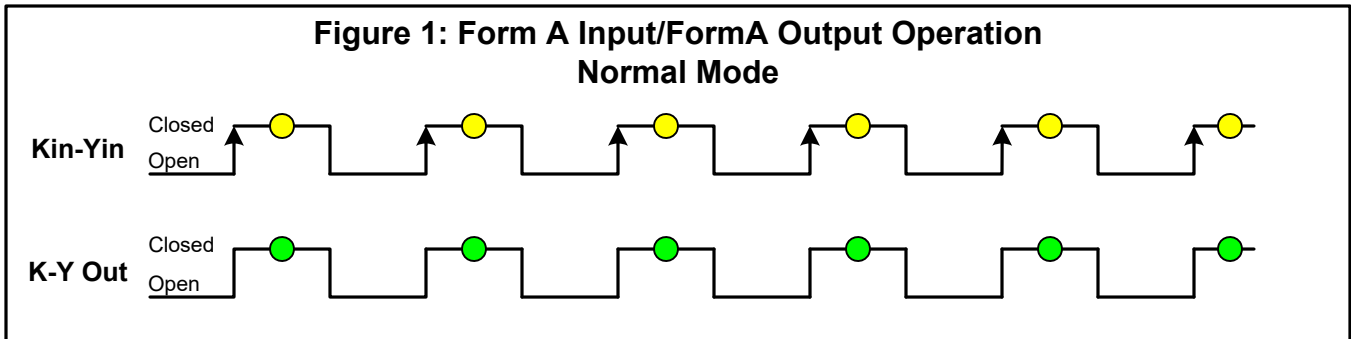 Figure 1: Form A Input/FormA Output Operation
Normal Mode
Closed
Kin-Yin
Open
Closed
K-Y Out
Open